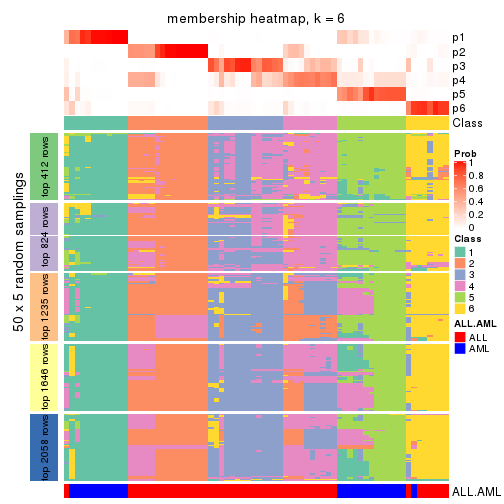 membership heatmap, k = 6
p1
p2
p3
p4
p5
p6
Class
50 x 5 random samplings
top 412 rows
top 824 rows
top 1235 rows
top 1646 rows
top 2058 rows
Prob
1
0.8
0.6
0.4
0.2
0
Class
1
2
3
4
5
6
ALL.AML
ALL
AML
ALL.AML